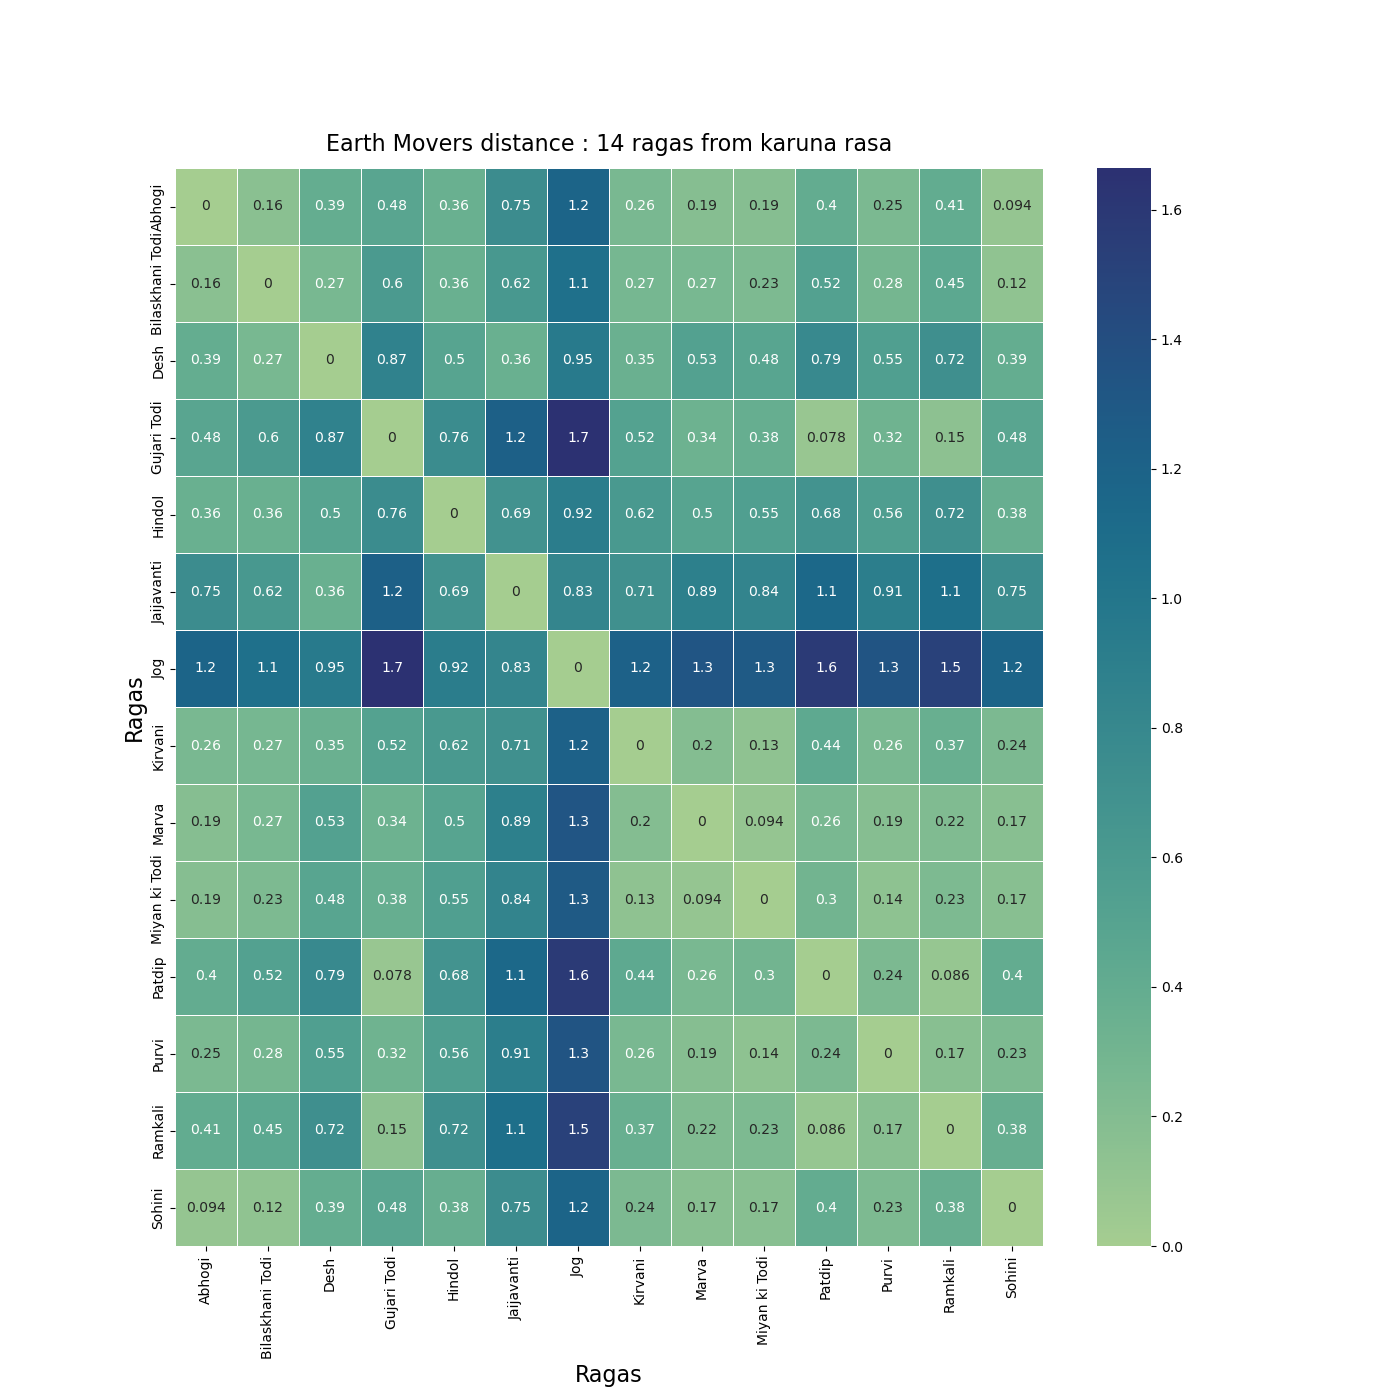 Earth Movers distance : 14 ragas from karuna rasa
Abhogi 0 0.16 0.39 0.48 0.36 0.75 1.2 0.26 0.19 0.19 0.4 0.25 0.41 0.094
Bilaskhani Todi 0.16 0 0.27 0.6 0.36 0.62 1.1 0.27 0.27 0.23 0.52 0.28 0.45 0.12
Desh 0.39 0.27 0 0.87 0.5 0.36 0.95 0.35 0.53 0.48 0.79 0.55 0.72 0.39
Gujari Todi 0.48 0.6 0.87 0 0.76 1.2 1.7 0.52 0.34 0.38 0.078 0.32 0.15 0.48
Hindol 0.36 0.36 0.5 0.76 0 0.69 0.92 0.62 0.5 0.55 0.68 0.56 0.72 0.38
Jaijavanti 0.75 0.62 0.36 1.2 0.69 0 0.83 0.71 0.89 0.84 1.1 0.91 1.1 0.75
Jog 1.2 1.1 0.95 1.7 0.92 0.83 0 1.2 1.3 1.3 1.6 1.3 1.5 1.2
Kirvani 0.26 0.27 0.35 0.52 0.62 0.71 1.2 0 0.2 0.13 0.44 0.26 0.37 0.24
Marva 0.19 0.27 0.53 0.34 0.5 0.89 1.3 0.2 0 0.094 0.26 0.19 0.22 0.17
Miyan ki Todi 0.19 0.23 0.48 0.38 0.55 0.84 1.3 0.13 0.094 0 0.3 0.14 0.23 0.17
Patdip 0.4 0.52 0.79 0.078 0.68 1.1 1.6 0.44 0.26 0.3 0 0.24 0.086 0.4
Purvi 0.25 0.28 0.55 0.32 0.56 0.91 1.3 0.26 0.19 0.14 0.24 0 0.17 0.23
Ramkali 0.41 0.45 0.72 0.15 0.72 1.1 1.5 0.37 0.22 0.23 0.086 0.17 0 0.38
Sohini 0.094 0.12 0.39 0.48 0.38 0.75 1.2 0.24 0.17 0.17 0.4 0.23 0.38 0
Abhogi Bilaskhani Todi Desh Gujari Todi Hindol Jaijavanti Jog Kirvani Marva Miyan ki Todi Patdip Purvi Ramkali Sohini
Ragas
Ragas
1.6
1.4
1.2
1.0
0.8
0.6
0.4
0.2
0.0